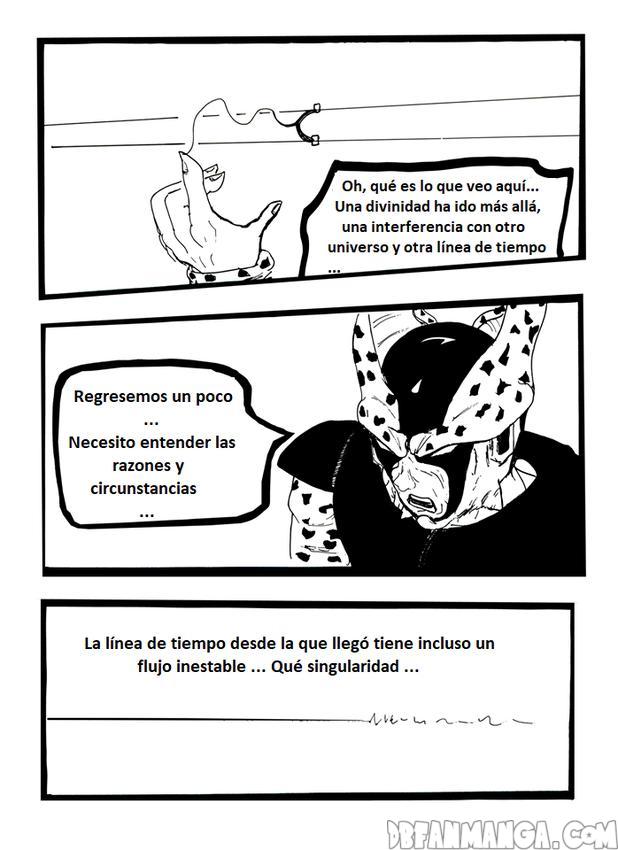 Oh, qué es lo que veo aquí...
Una divinidad ha ido más allá,
una interferencia con otro
universo y otra línea de tiempo
...
Regresemos un poco
...
Necesito entender las
razones y
circunstancias
...
La línea de tiempo desde la que llegó tiene incluso un
flujo inestable ... Qué singularidad ...
DBFANMANGA.COM